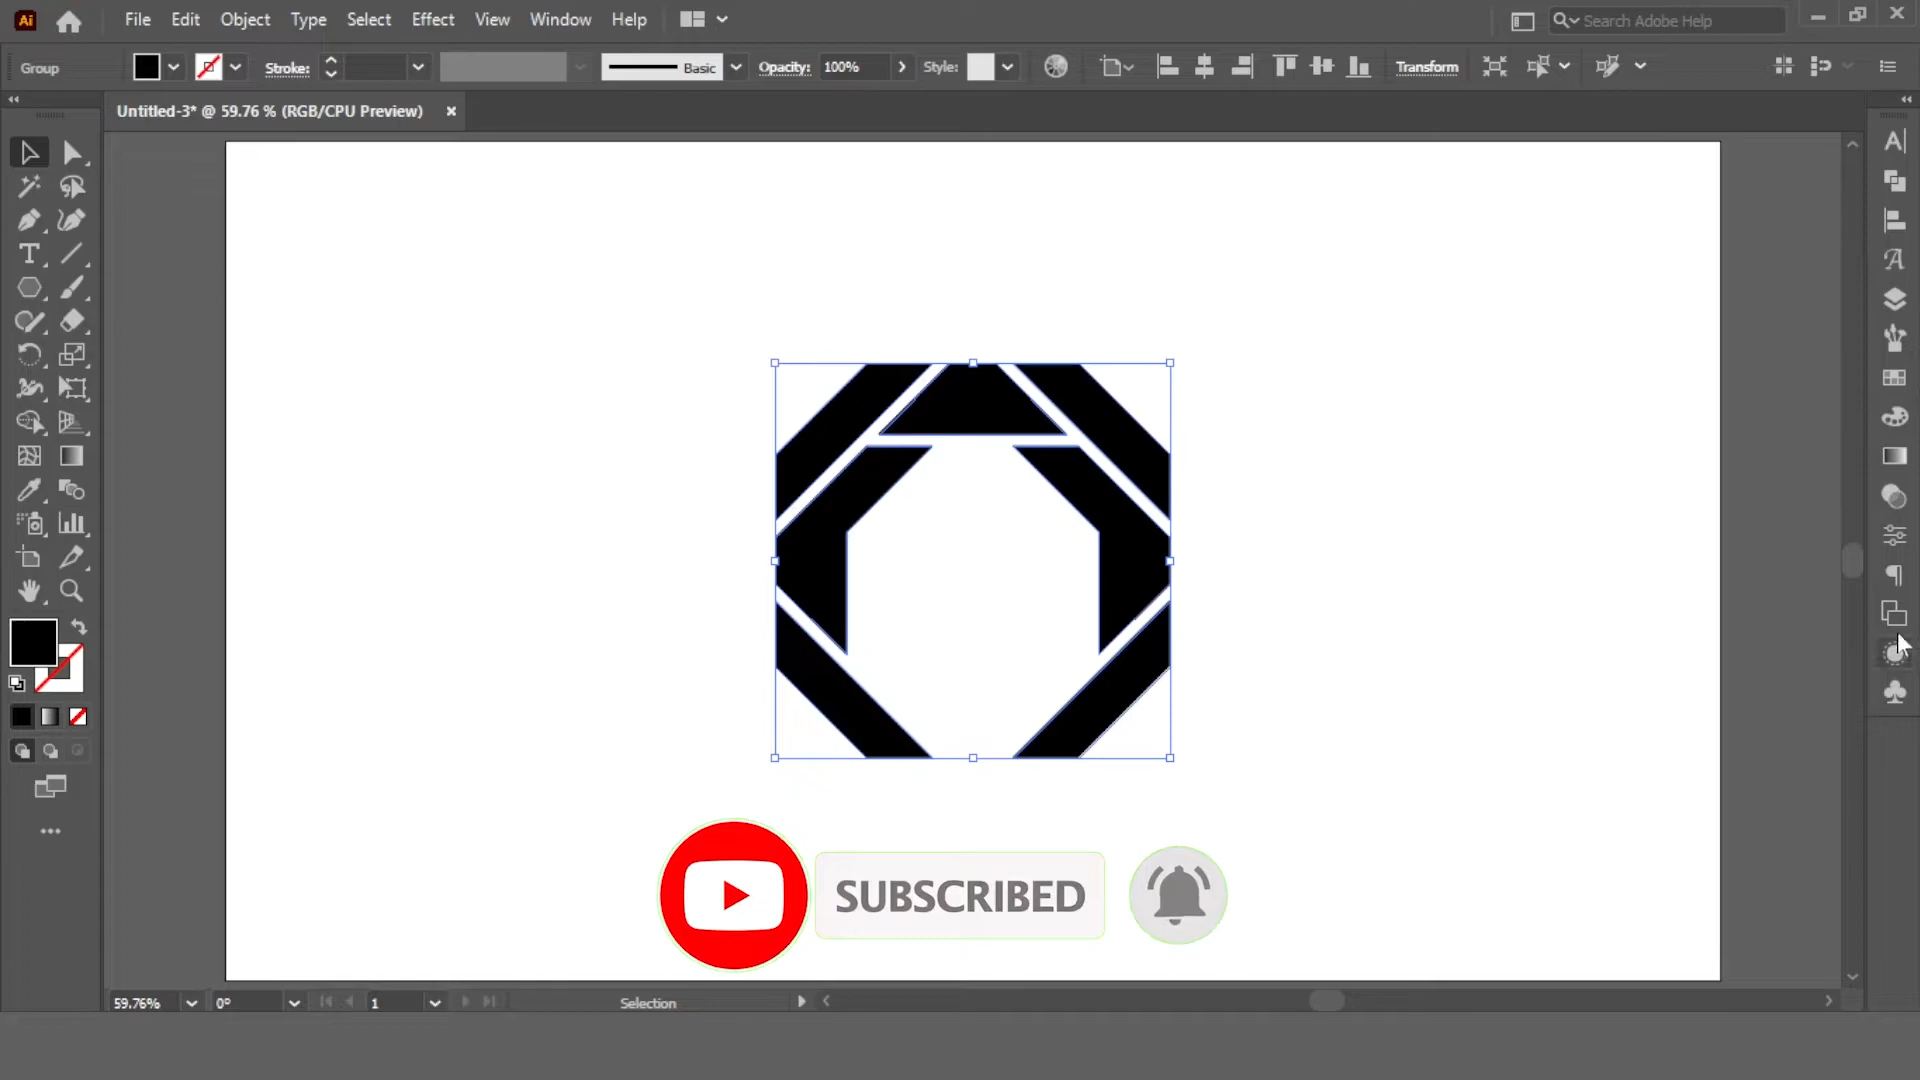 Ai File Edit Object Type Select Effect View Window Help Search Adobe Help
Group Stroke: Basic Opacity: 100% Style: Transform
Untitled-3* @ 59.76 % (RGB/CPU Preview)
SUBSCRIBED
59.76% 0° 1 Selection